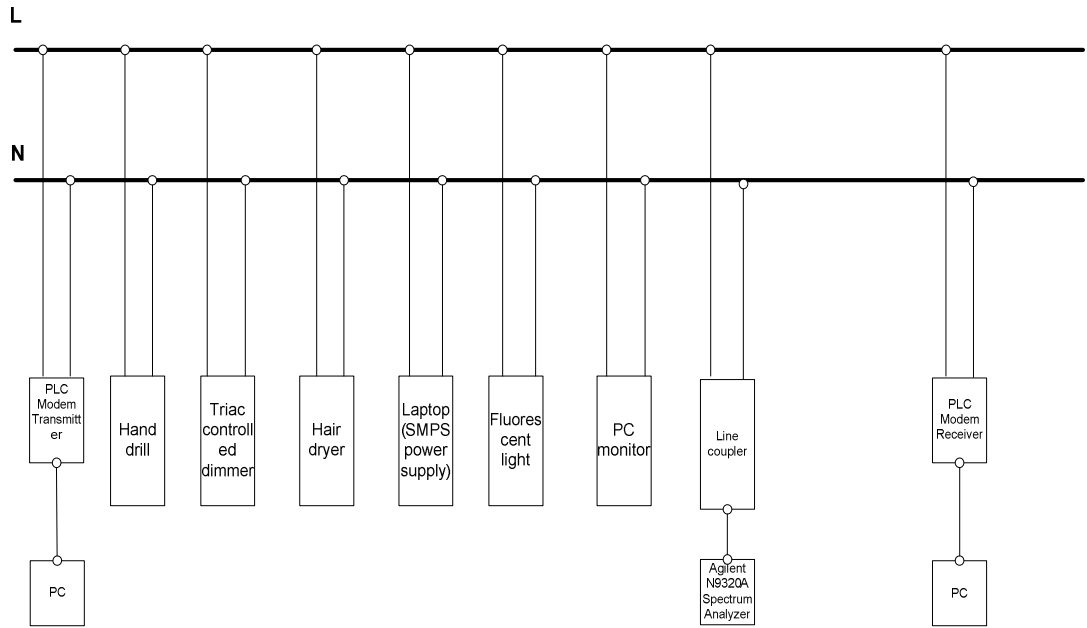 L
N
PLC
Modem
Transmitt
er
Hand
drill
Triac
controll
ed
dimmer
Hair
dryer
Laptop
(SMPS
power
supply)
Fluores
cent
light
PC
monitor
Line
coupler
PLC
Modem
Receiver
PC
Agilent
N9320A
Spectrum
Analyzer
PC